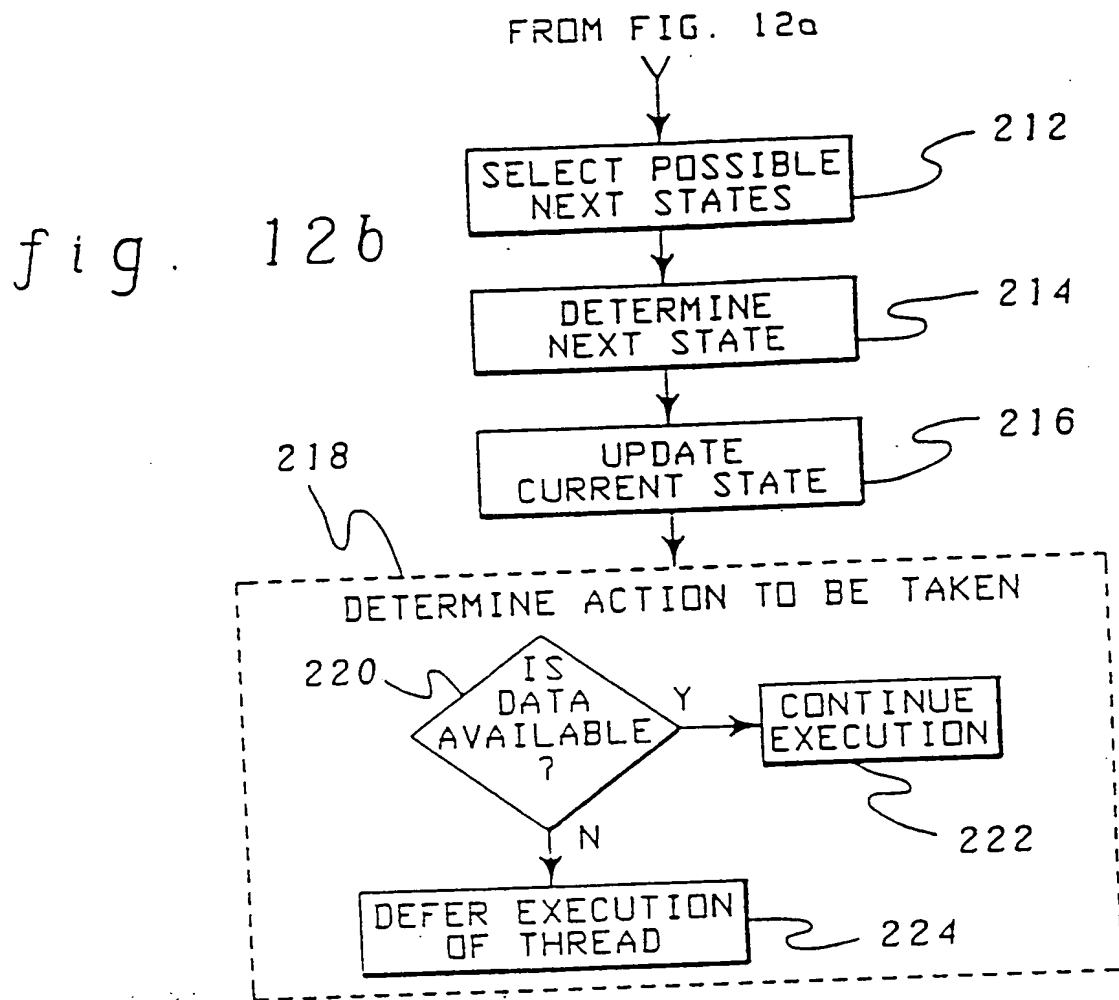 FROM FIG. 12a
212
SELECT POSSIBLE
NEXT STATES
fig. 12b
214
DETERMINE
NEXT STATE
216
UPDATE
CURRENT STATE
218
DETERMINE ACTION TO BE TAKEN
220
IS
DATA
AVAILABLE
?
Y
CONTINUE
EXECUTION
222
N
DEFER EXECUTION
OF THREAD
224